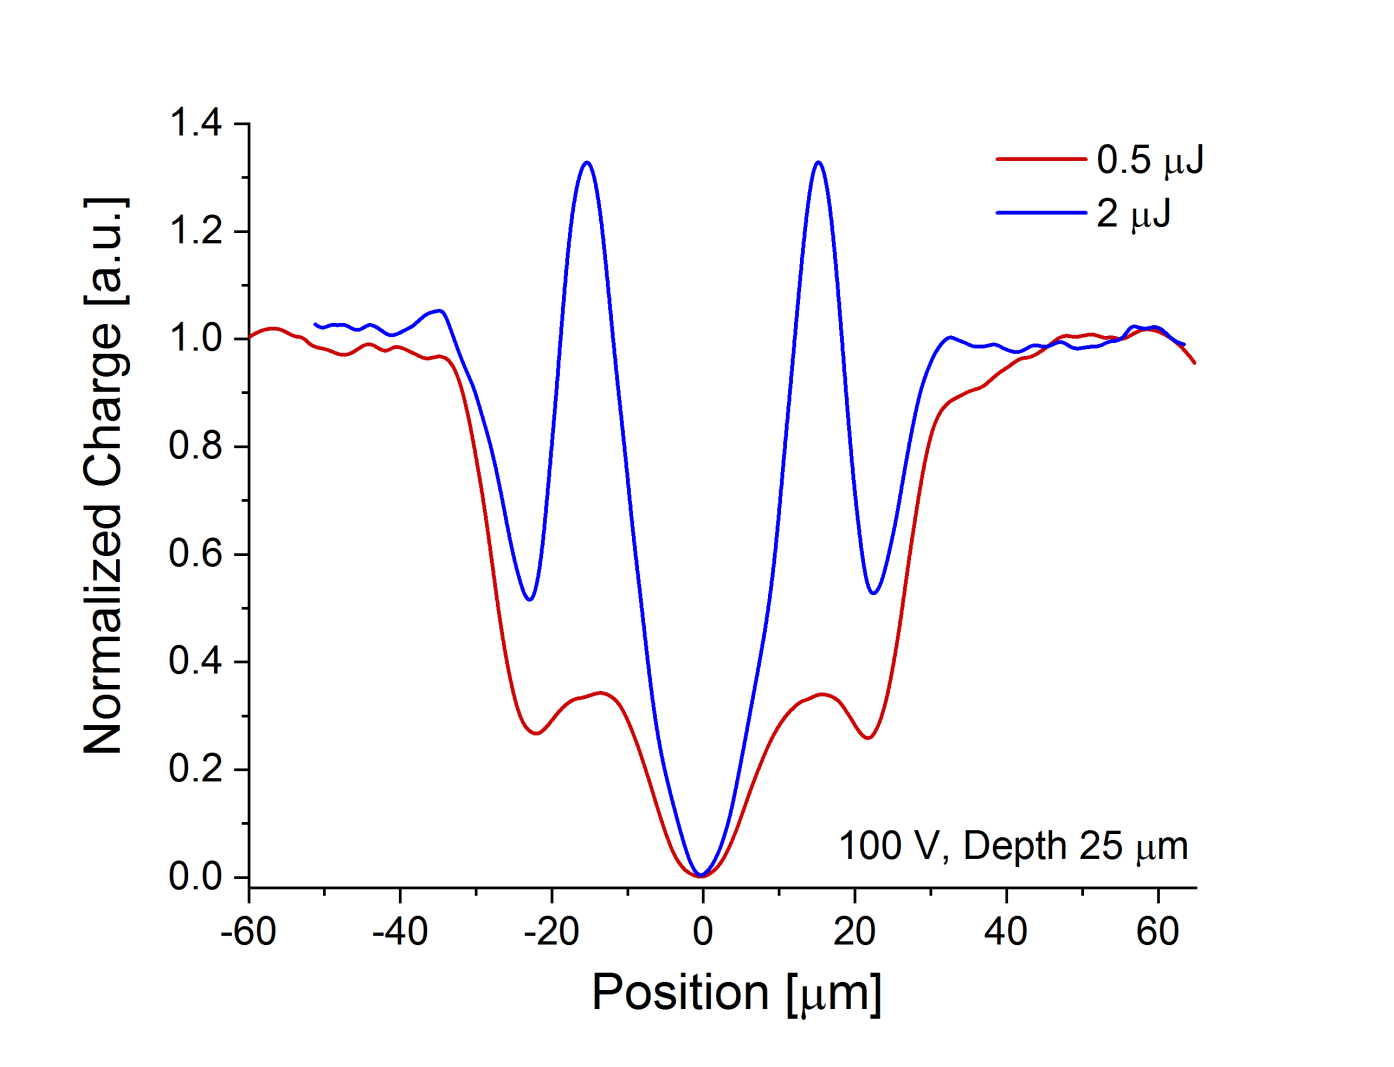 1.4
1.2
1.0
0.8
0.6
0.4
0.2
0.0
Normalized Charge [a.u.]
0.5 μJ
2 μJ
100 V, Depth 25 μm
-60 -40 -20 0 20 40 60
Position [μm]